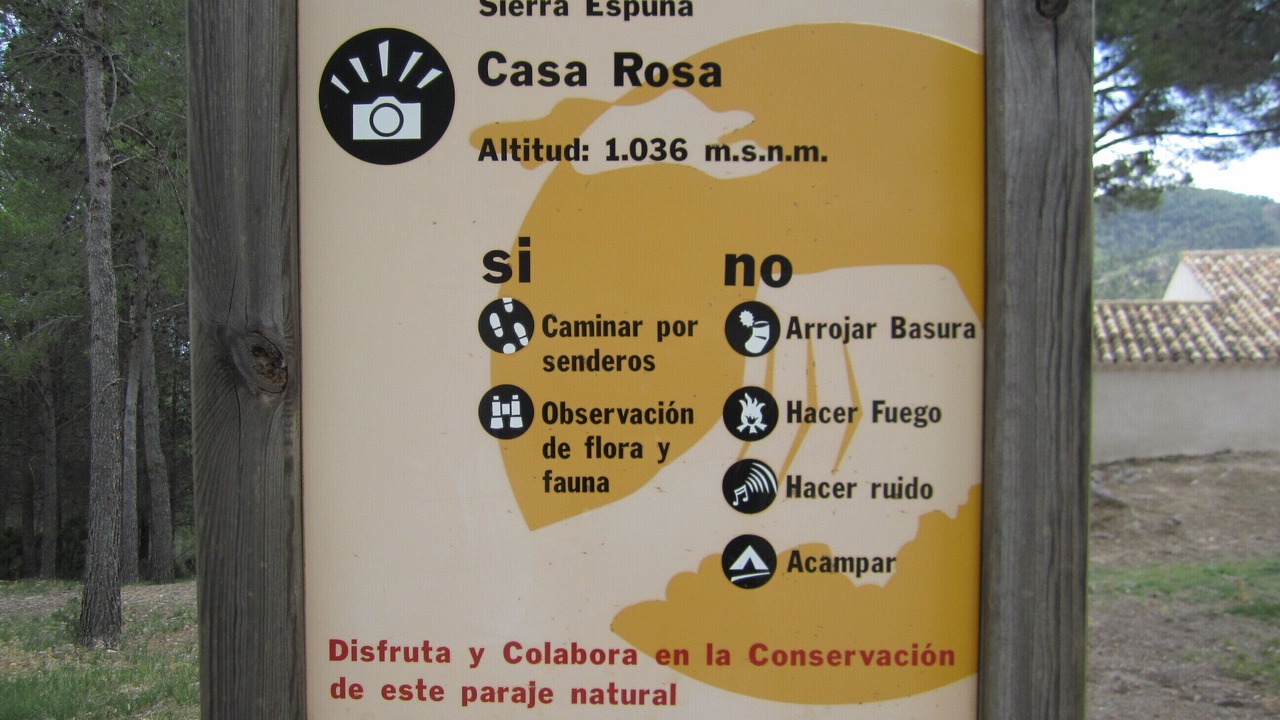 Sierra Espuña
Casa Rosa
Altitud: 1.036 m.s.n.m.
si
no
Caminar por
senderos
Observación
de flora y
fauna
Arrojar Basura
Hacer Fuego
Hacer ruido
Acampar
Disfruta y Colabora en la Conservación
de este paraje natural